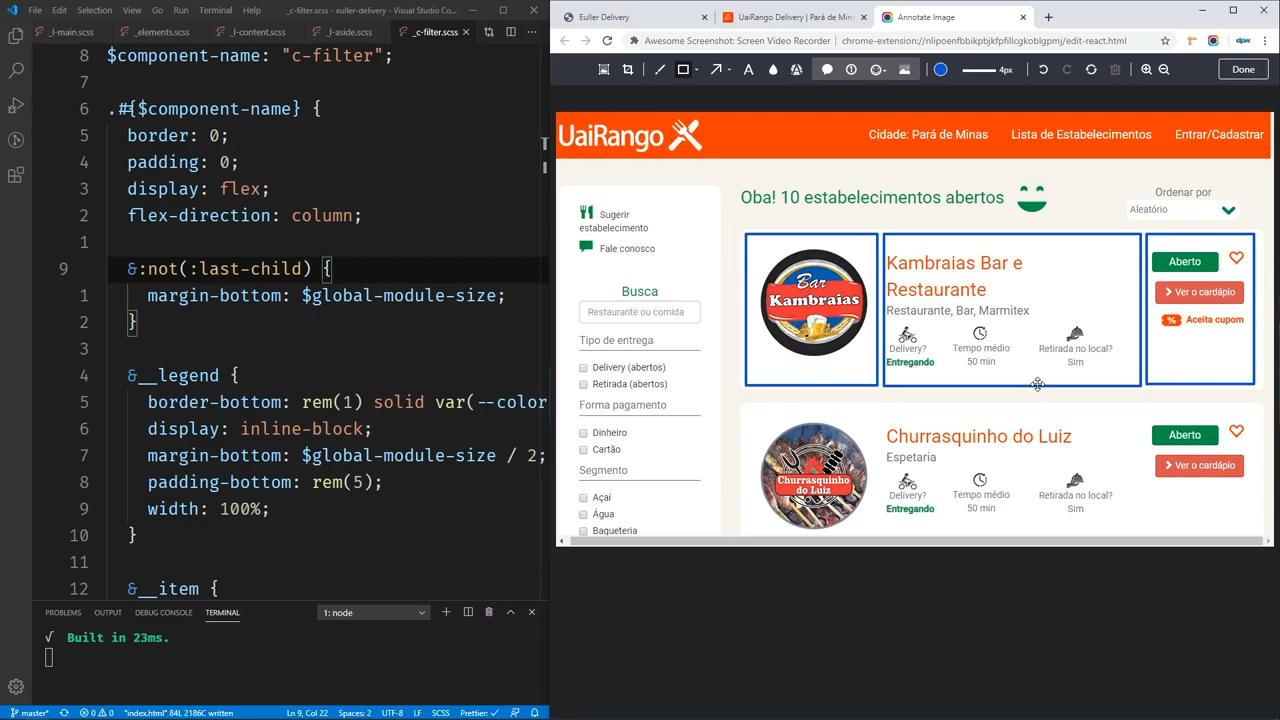 File Edit Selection View Go Run Terminal Help _c-filter.scss - euller-delivery - Visual Studio Co...
_l-main.scss _elements.scss _l-content.scss _l-aside.scss _c-filter.scss
8 $component-name: "c-filter";
7
6 .#{$component-name} {
5 border: 0;
4 padding: 0;
3 display: flex;
2 flex-direction: column;
1
9 &:not(:last-child) {
1 margin-bottom: $global-module-size;
2 }
3
4 &__legend {
5 border-bottom: rem(1) solid var(--color
6 display: inline-block;
7 margin-bottom: $global-module-size / 2;
8 padding-bottom: rem(5);
9 width: 100%;
10 }
11
12 &__item {
PROBLEMS OUTPUT DEBUG CONSOLE TERMINAL 1: node
√ Built in 23ms.
master* 0 0 "index.html" 84L 2186C written Ln 9, Col 22 Spaces: 2 UTF-8 LF SCSS Prettier: ✓
Euller Delivery UaiRango Delivery | Pará de Min Annotate Image
Awesome Screenshot: Screen Video Recorder | chrome-extension://nlipoenfbbikpbjkfpfillcgkoblgpmj/edit-react.html dpw
A 1 4px Done
UaiRango Cidade: Pará de Minas Lista de Estabelecimentos Entrar/Cadastrar
Sugerir
estabelecimento
Fale conosco
Busca
Restaurante ou comida
Tipo de entrega
Delivery (abertos)
Retirada (abertos)
Forma pagamento
Dinheiro
Cartão
Segmento
Açaí
Água
Bagueteria
Oba! 10 estabelecimentos abertos
Ordenar por
Aleatório
Bar
Kambraias
Kambraias Bar e
Restaurante
Restaurante, Bar, Marmitex
Delivery? Tempo médio Retirada no local?
Entregando 50 min Sim
Aberto
Ver o cardápio
% Aceita cupom
Churrasquinho
do Luiz
Churrasquinho do Luiz
Espetaria
Delivery? Tempo médio Retirada no local?
Entregando 50 min Sim
Aberto
Ver o cardápio